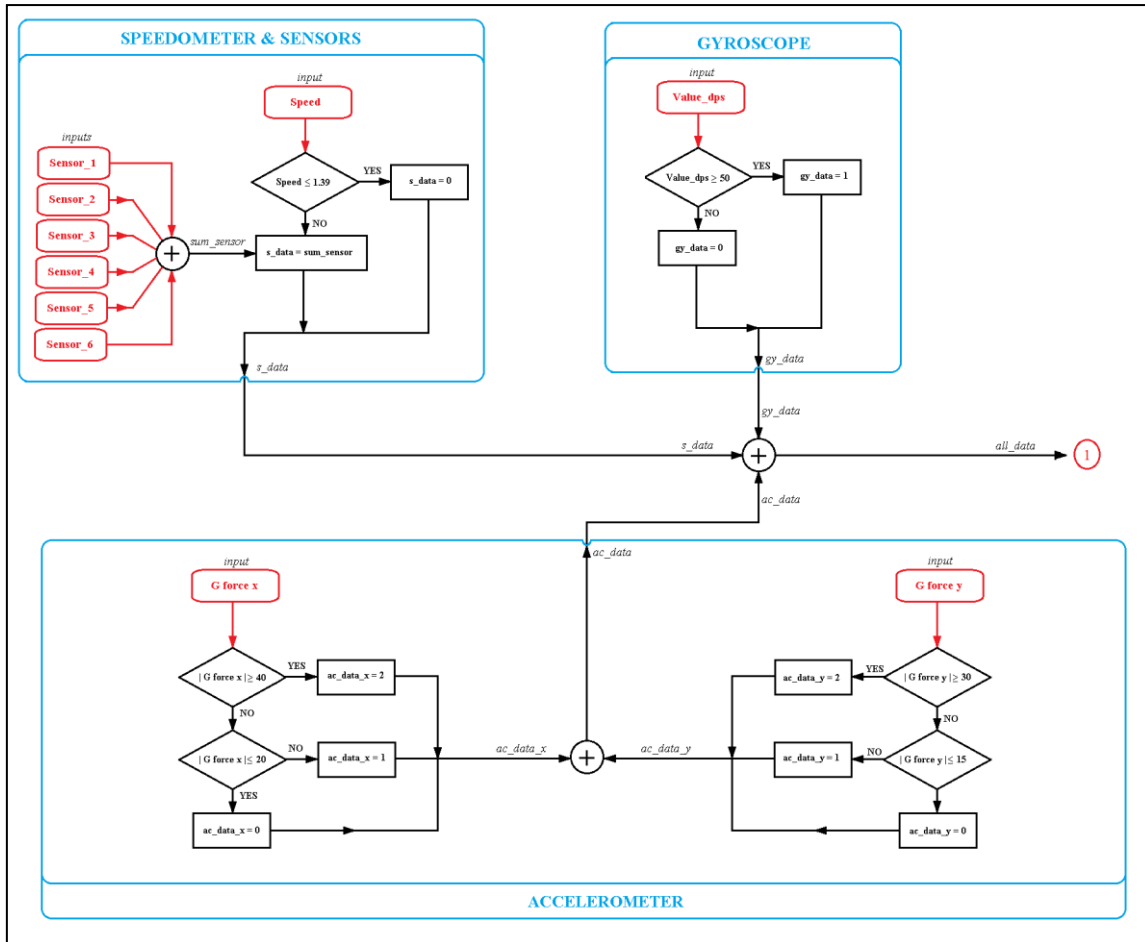 SPEEDOMETER & SENSORS
input
Speed
inputs
Sensor_1
Sensor_2
Sensor_3
Sensor_4
Sensor_5
Sensor_6
sum_sensor
Speed ≤ 1.39
YES
s_data = 0
NO
s_data = sum_sensor
s_data
GYROSCOPE
input
Value_dps
Value_dps ≥ 50
YES
gy_data = 1
NO
gy_data = 0
gy_data
gy_data
s_data
all_data
1
ac_data
ac_data
input
G force x
| G force x | ≥ 40
YES
ac_data_x = 2
NO
| G force x | ≤ 20
NO
ac_data_x = 1
YES
ac_data_x = 0
ac_data_x
ac_data_y
input
G force y
| G force y | ≥ 30
YES
ac_data_y = 2
NO
| G force y | ≤ 15
NO
ac_data_y = 1
ac_data_y = 0
ACCELEROMETER